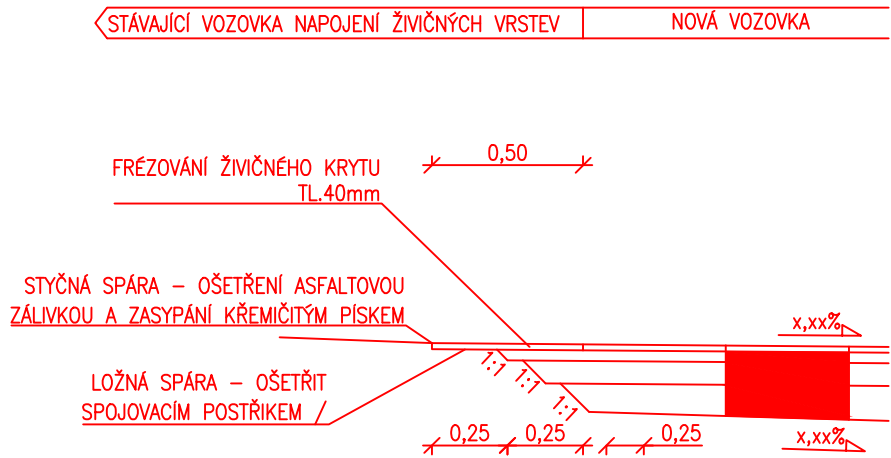 STÁVAJÍCÍ VOZOVKA NAPOJENÍ ŽIVIČNÝCH VRSTEV
NOVÁ VOZOVKA
0,50
FRÉZOVÁNÍ ŽIVIČNÉHO KRYTU
TL.40mm
STYČNÁ SPÁRA – OŠETŘENÍ ASFALTOVOU
ZÁLIVKOU A ZASYPÁNÍ KŘEMIČITÝM PÍSKEM
x,xx%
1:1
1:1
1:1
LOŽNÁ SPÁRA – OŠETŘIT
SPOJOVACÍM POSTŘIKEM /
0,25
0,25
0,25
x,xx%